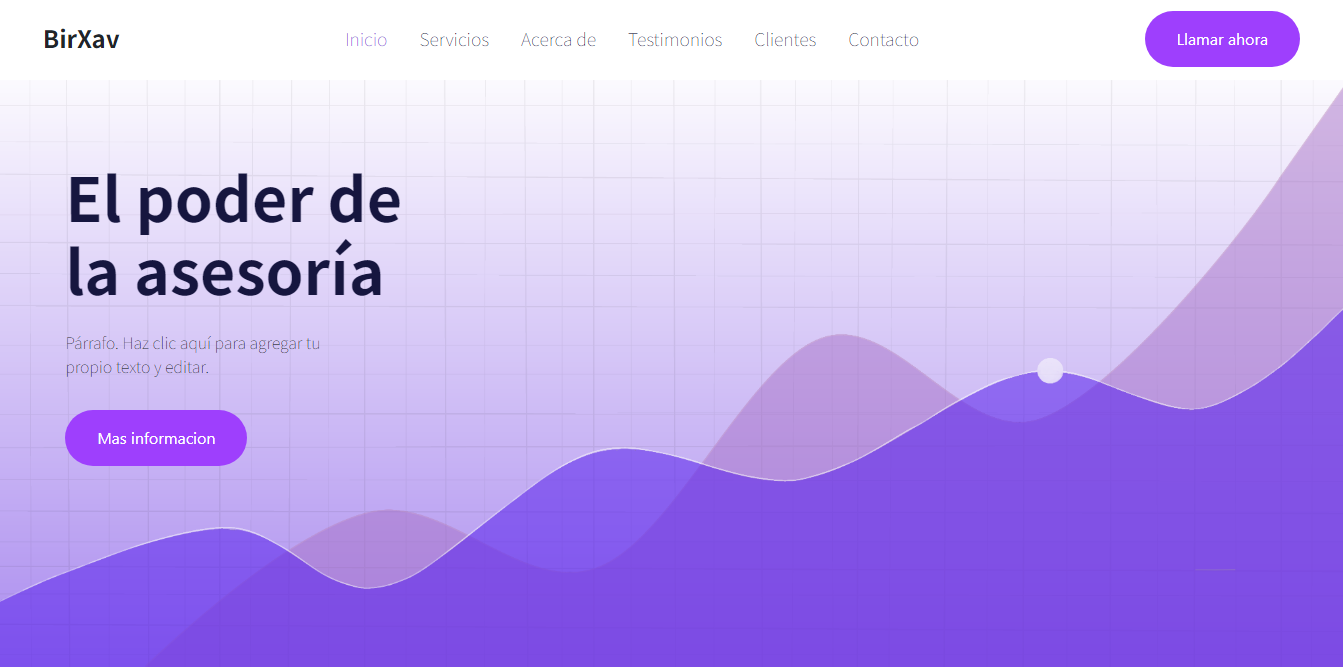 BirXav
Inicio
Servicios
Acerca de
Testimonios
Clientes
Contacto
Llamar ahora
El poder de
la asesoría
Párrafo. Haz clic aquí para agregar tu
propio texto y editar.
Mas informacion